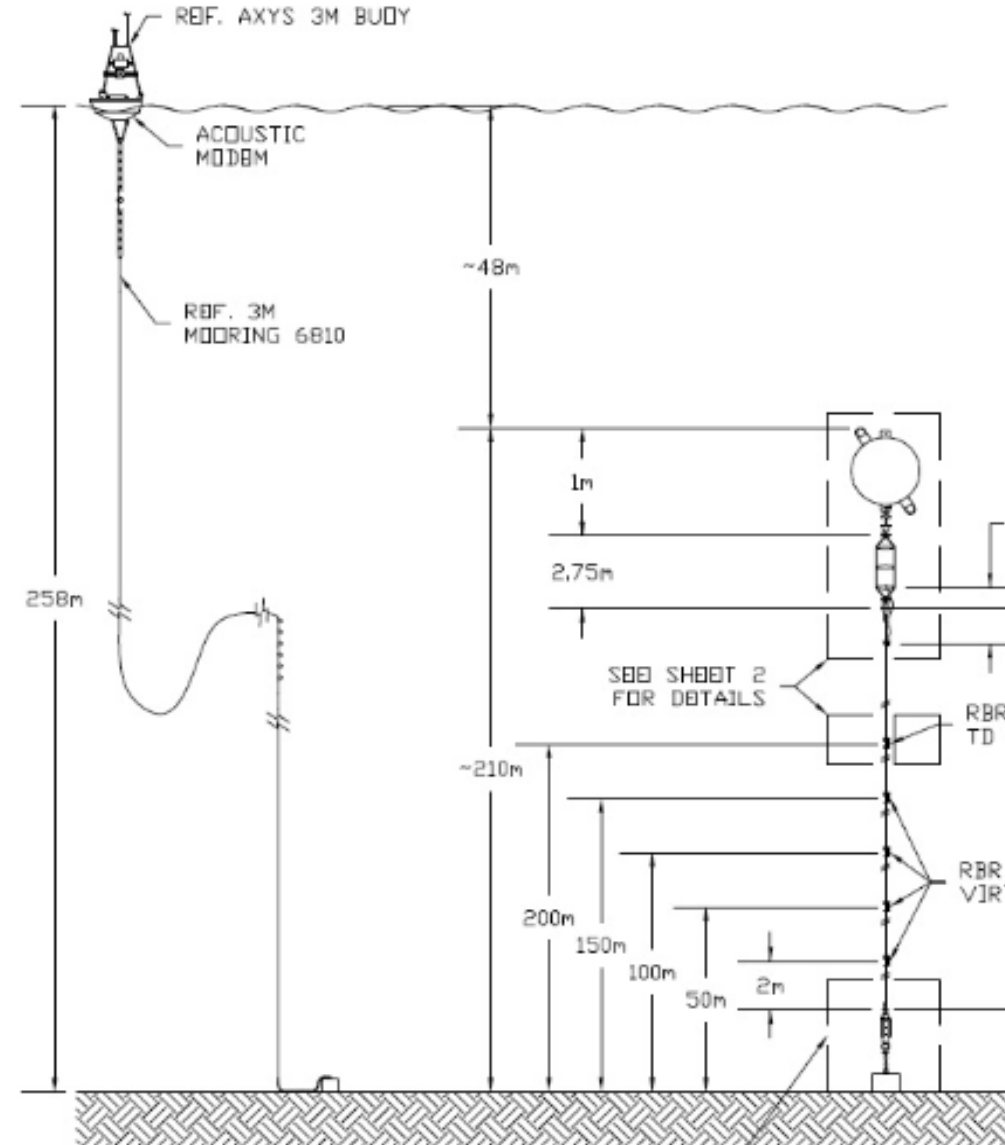 REF. AXYS 3M BUOY
ACOUSTIC
MODEM
~48m
REF. 3M
MOORING 6810
1m
2.75m
258m
SEE SHEET 2
FOR DETAILS
RBR
TD
~210m
RBR
VIRT
200m
150m
100m
2m
50m